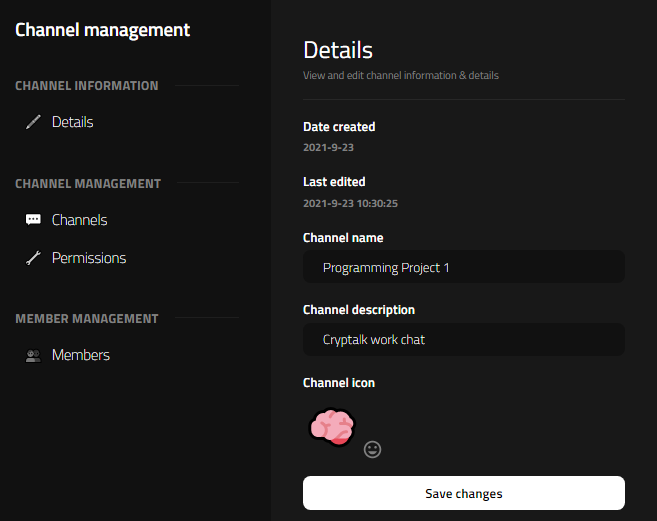 Channel management
CHANNEL INFORMATION
Details
CHANNEL MANAGEMENT
Channels
Permissions
MEMBER MANAGEMENT
Members
Details
View and edit channel information & details
Date created
2021-9-23
Last edited
2021-9-23 10:30:25
Channel name
Programming Project 1
Channel description
Cryptalk work chat
Channel icon
Save changes